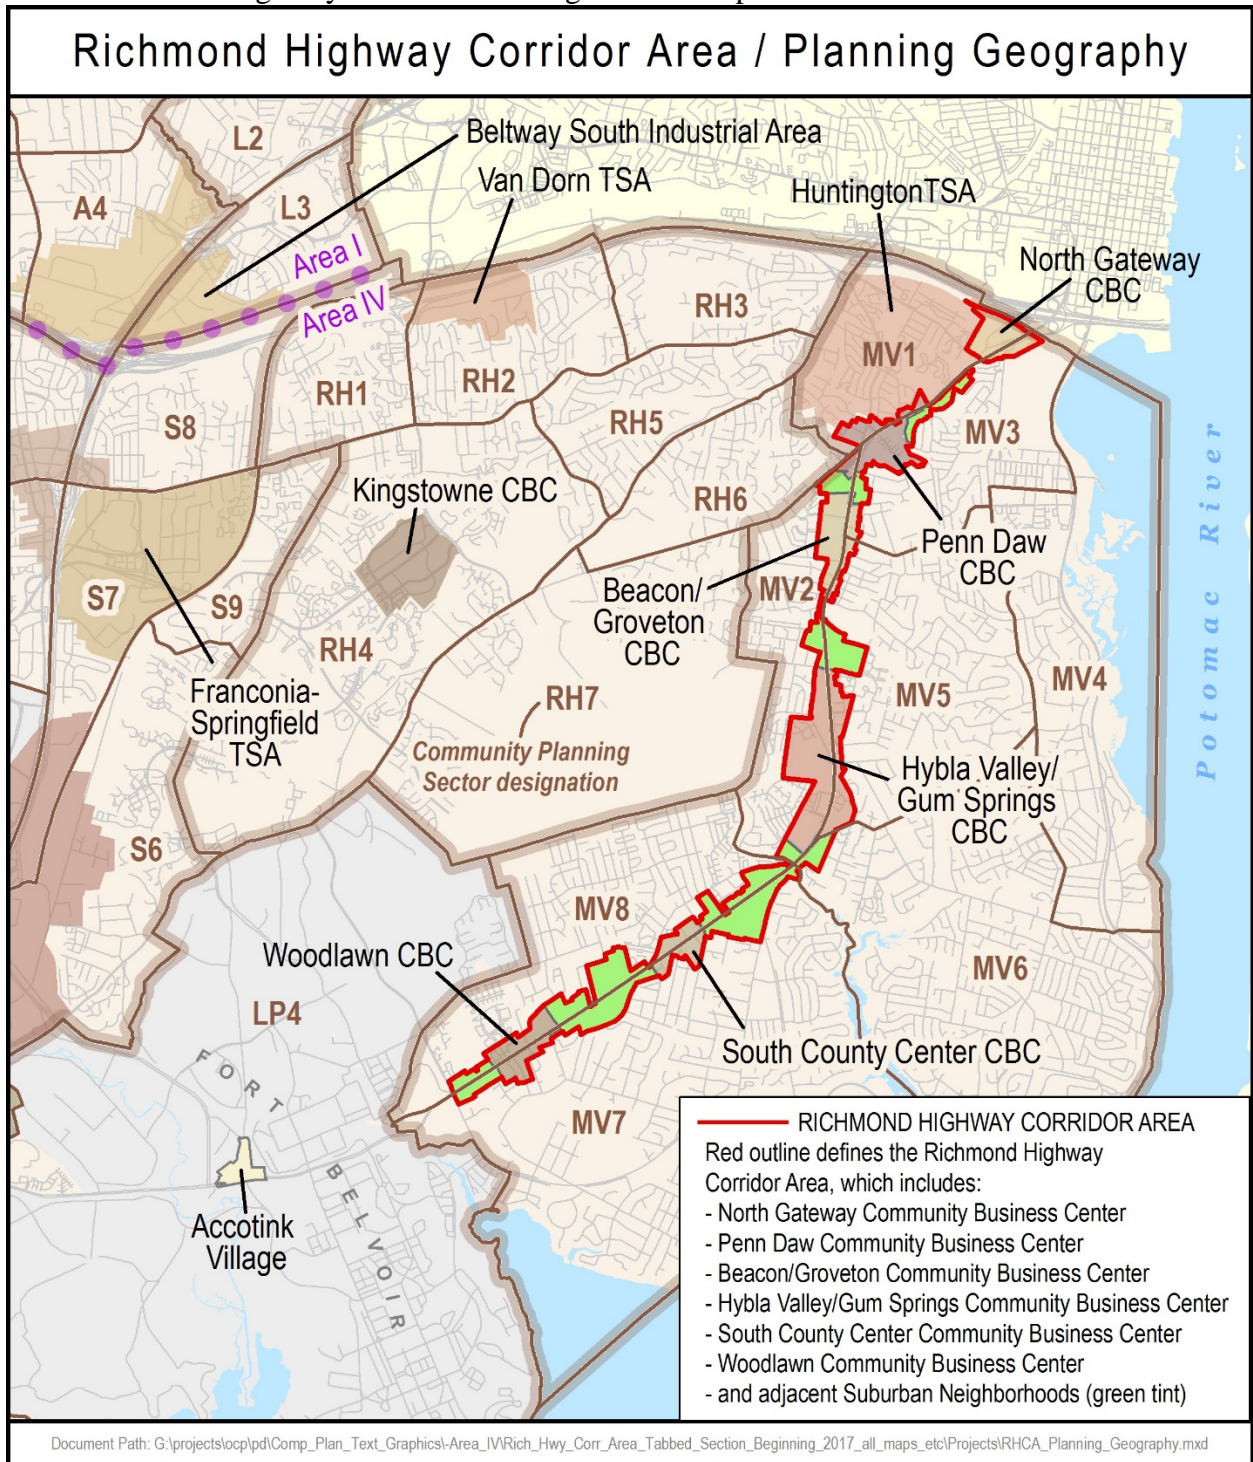 Richmond Highway Corridor Area / Planning Geography
Beltway South Industrial Area
Van Dorn TSA
HuntingtonTSA
North Gateway
CBC
L2
A4
L3
Area I
Area IV
RH3
MV1
RH1
RH2
S8
RH5
MV3
Kingstowne CBC
RH6
Penn Daw
CBC
S7
S9
Beacon/
Groveton
CBC
MV2
RH4
Franconia-
Springfield
TSA
RH7
Community Planning
Sector designation
MV5
MV4
Potomac River
Hybla Valley/
Gum Springs
CBC
S6
MV8
Woodlawn CBC
MV6
LP4
South County Center CBC
FORT
BELVOIR
MV7
Accotink
Village
RICHMOND HIGHWAY CORRIDOR AREA
Red outline defines the Richmond Highway
Corridor Area, which includes:
- North Gateway Community Business Center
- Penn Daw Community Business Center
- Beacon/Groveton Community Business Center
- Hybla Valley/Gum Springs Community Business Center
- South County Center Community Business Center
- Woodlawn Community Business Center
- and adjacent Suburban Neighborhoods (green tint)
Document Path: G:\projects\ocp\pd\Comp_Plan_Text_Graphics\-Area_IV\Rich_Hwy_Corr_Area_Tabbed_Section_Beginning_2017_all_maps_etc\Projects\RHCA_Planning_Geography.mxd